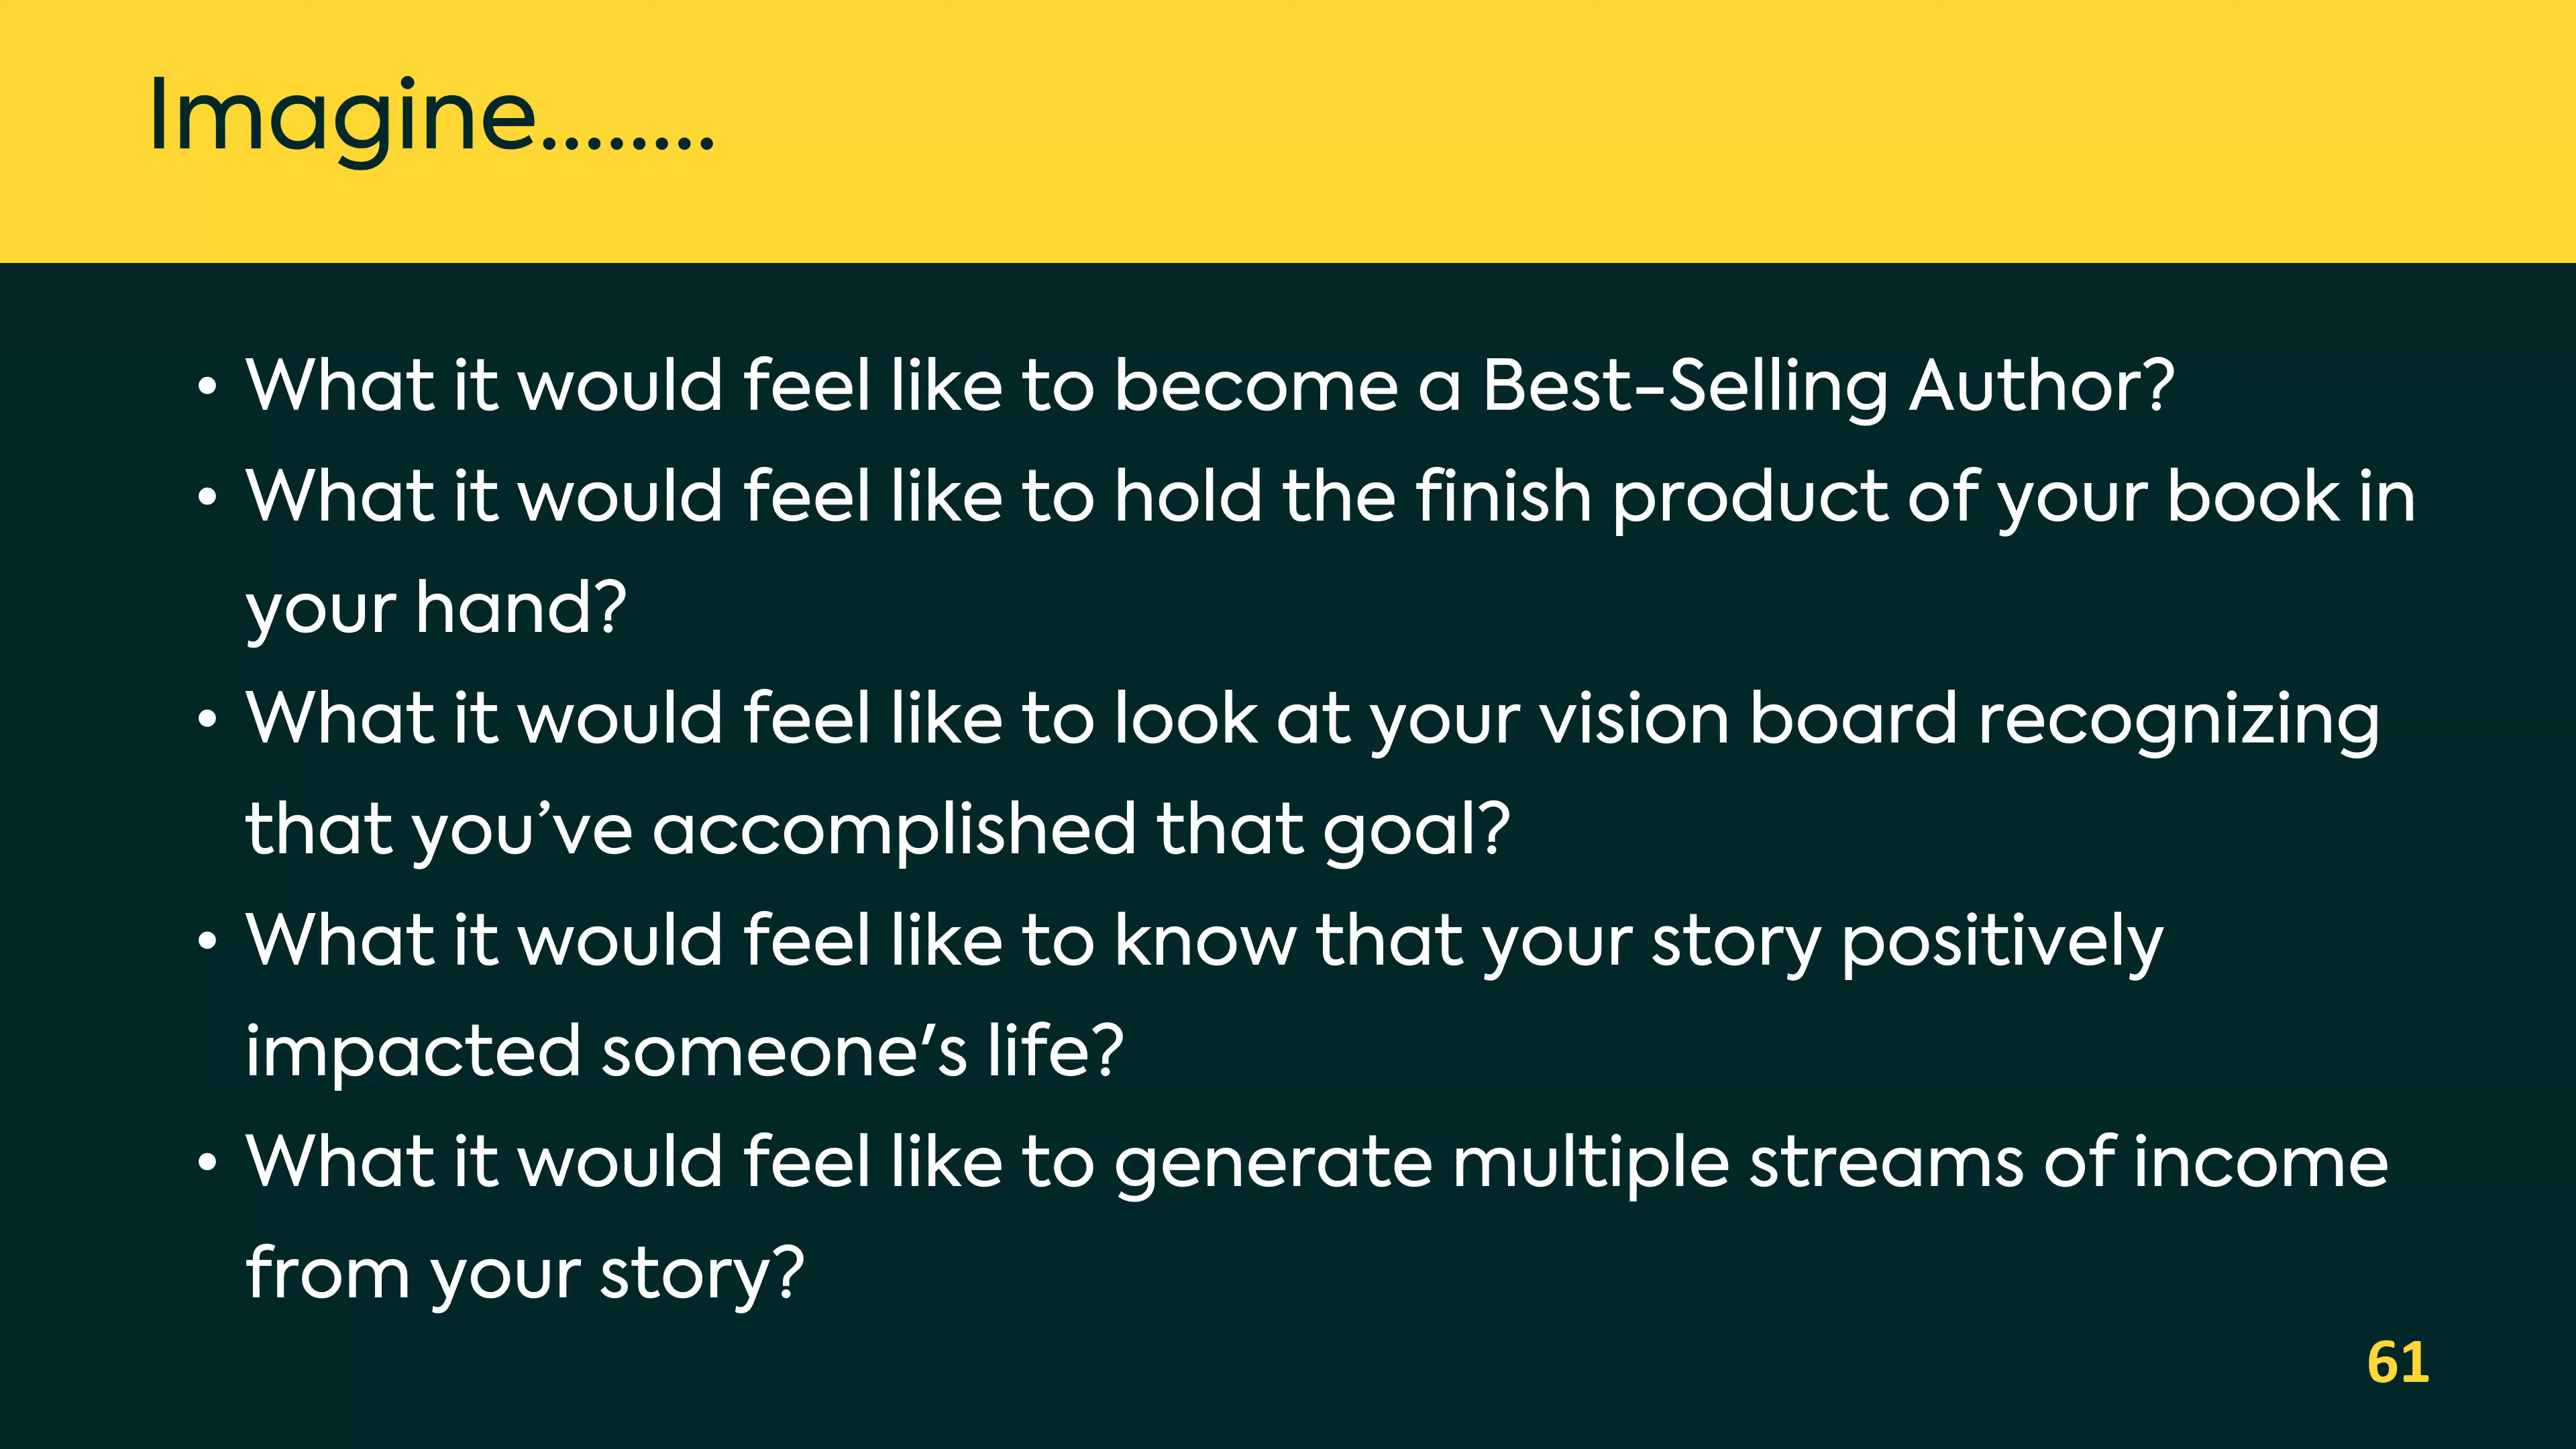 Imagine........
• What it would feel like to become a Best-Selling Author?
• What it would feel like to hold the finish product of your book in
your hand?
• What it would feel like to look at your vision board recognizing
that you’ve accomplished that goal?
• What it would feel like to know that your story positively
impacted someone's life?
• What it would feel like to generate multiple streams of income
from your story?
61